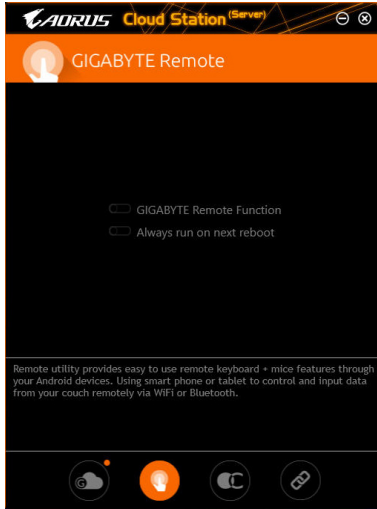 AORUS Cloud Station (Server)
GIGABYTE Remote
GIGABYTE Remote Function
Always run on next reboot
Remote utility provides easy to use remote keyboard + mice features through
your Android devices. Using smart phone or tablet to control and input data
from your couch remotely via WiFi or Bluetooth.
G
C